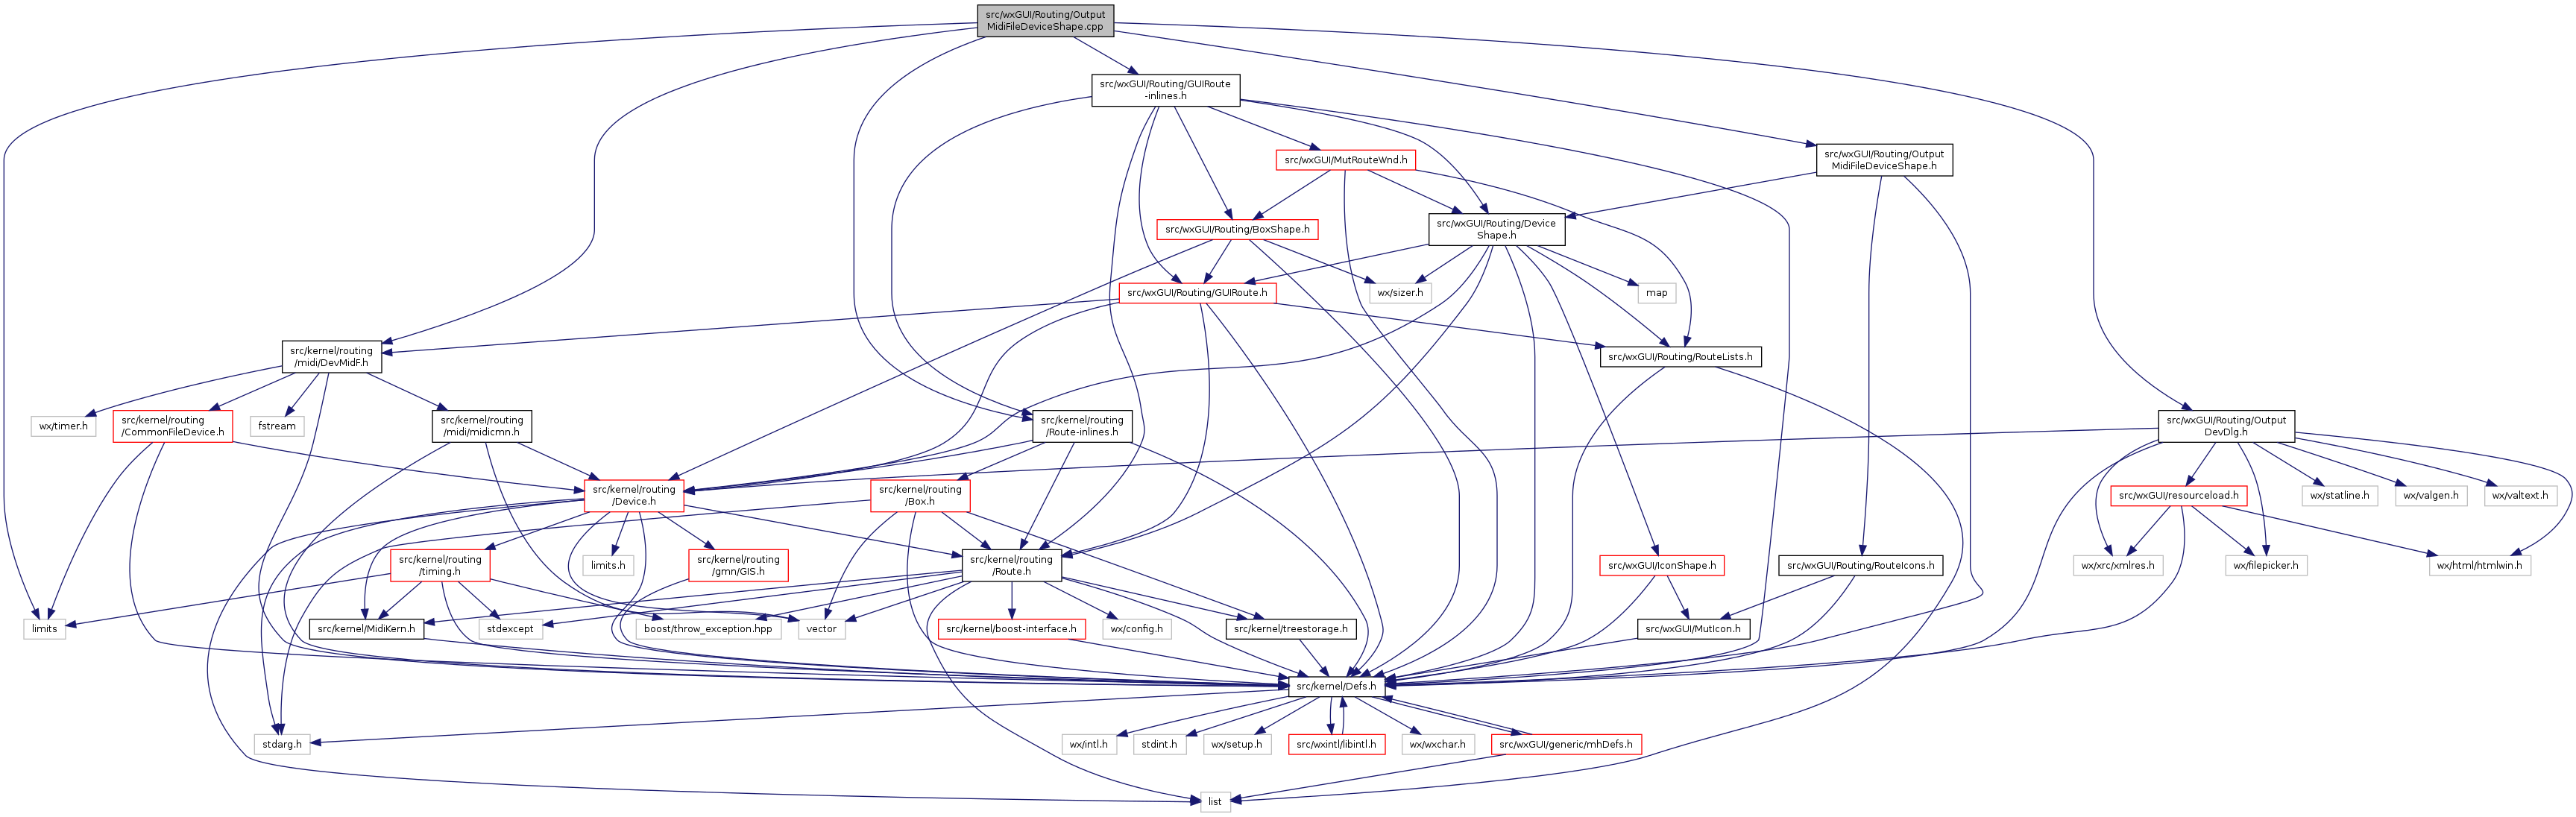 src/wxGUI/Routing/Output
MidiFileDeviceShape.cpp
src/wxGUI/Routing/GUIRoute
-inlines.h
src/wxGUI/MutRouteWnd.h
src/wxGUI/Routing/Output
MidiFileDeviceShape.h
src/wxGUI/Routing/BoxShape.h
src/wxGUI/Routing/Device
Shape.h
src/wxGUI/Routing/GUIRoute.h
wx/sizer.h
map
src/kernel/routing
/midi/DevMidF.h
src/wxGUI/Routing/RouteLists.h
wx/timer.h
src/kernel/routing
/CommonFileDevice.h
fstream
src/kernel/routing
/midi/midicmn.h
src/kernel/routing
/Route-inlines.h
src/wxGUI/Routing/Output
DevDlg.h
src/kernel/routing
/Device.h
src/kernel/routing
/Box.h
src/wxGUI/resourceload.h
wx/statline.h
wx/valgen.h
wx/valtext.h
src/kernel/routing
/timing.h
limits.h
src/kernel/routing
/gmn/GIS.h
src/kernel/routing
/Route.h
src/wxGUI/IconShape.h
src/wxGUI/Routing/RouteIcons.h
wx/xrc/xmlres.h
wx/filepicker.h
wx/html/htmlwin.h
limits
src/kernel/MidiKern.h
stdexcept
boost/throw_exception.hpp
vector
src/kernel/boost-interface.h
wx/config.h
src/kernel/treestorage.h
src/wxGUI/MutIcon.h
src/kernel/Defs.h
stdarg.h
wx/intl.h
stdint.h
wx/setup.h
src/wxintl/libintl.h
wx/wxchar.h
src/wxGUI/generic/mhDefs.h
list